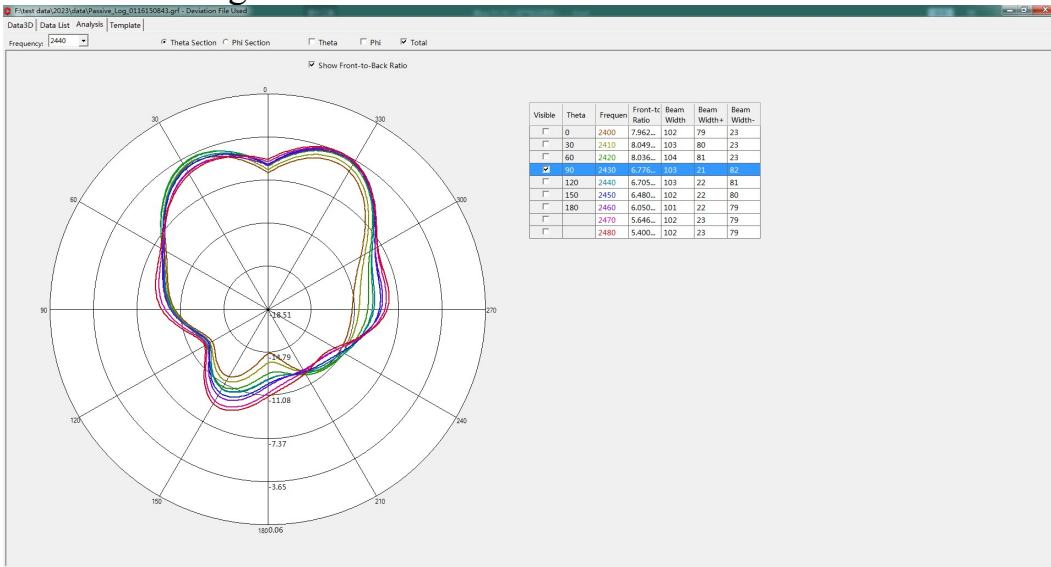 F:\test data\2023\data\Passive_Log_0116150843.grf - Deviation File Used
Data3D Data List Analysis Template
Frequency: 2440 Theta Section Phi Section Theta Phi Total
Show Front-to-Back Ratio
0
30 330
60 300
90 270
120 240
150 210
180
-18.51
-14.79
-11.08
-7.37
-3.65
0.06
Visible Theta Frequen Front-to Ratio Beam Width Beam Width+ Beam Width-
0 2400 7.962... 102 79 23
30 2410 8.049... 103 80 23
60 2420 8.036... 104 81 23
90 2430 6.776... 103 21 82
120 2440 6.705... 103 22 81
150 2450 6.480... 102 22 80
180 2460 6.050... 101 22 79
2470 5.646... 102 23 79
2480 5.400... 102 23 79